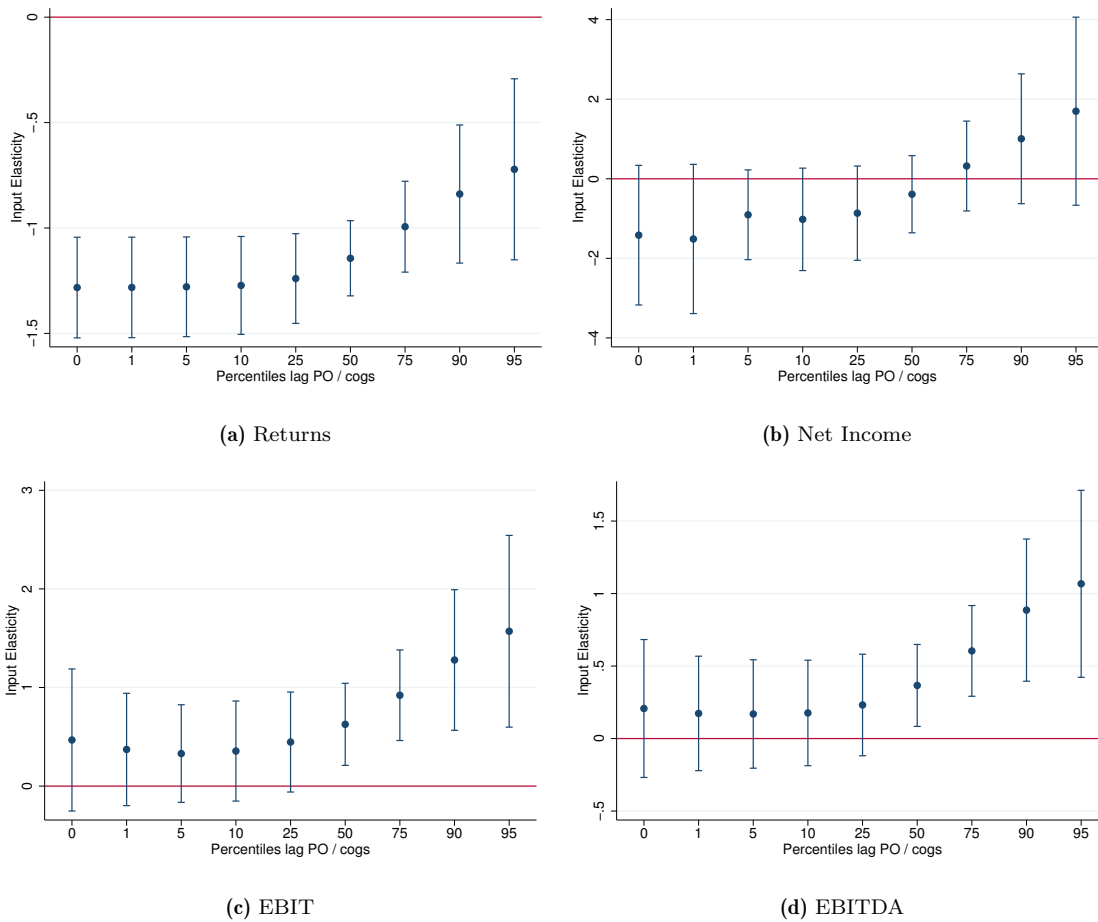 0
-.5
-1
-1.5
Input Elasticity
0 1 5 10 25 50 75 90 95
Percentiles lag PO / cogs
(a) Returns
4
2
0
-2
-4
Input Elasticity
0 1 5 10 25 50 75 90 95
Percentiles lag PO / cogs
(b) Net Income
3
2
1
0
Input Elasticity
0 1 5 10 25 50 75 90 95
Percentiles lag PO / cogs
(c) EBIT
1.5
1
.5
0
-.5
Input Elasticity
0 1 5 10 25 50 75 90 95
Percentiles lag PO / cogs
(d) EBITDA